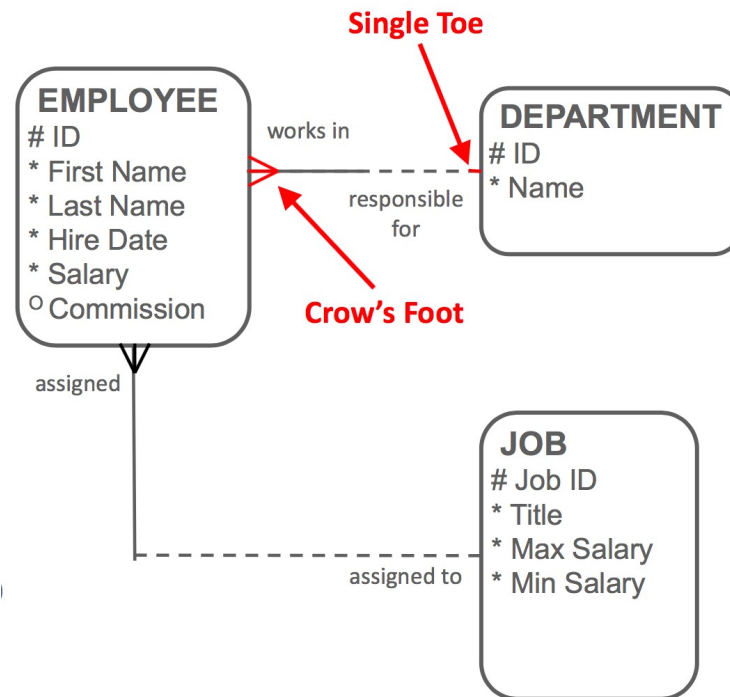 Single Toe
EMPLOYEE
# ID
* First Name
* Last Name
* Hire Date
* Salary
O Commission
works in
responsible
for
DEPARTMENT
# ID
* Name
Crow's Foot
assigned
JOB
# Job ID
* Title
* Max Salary
* Min Salary
assigned to